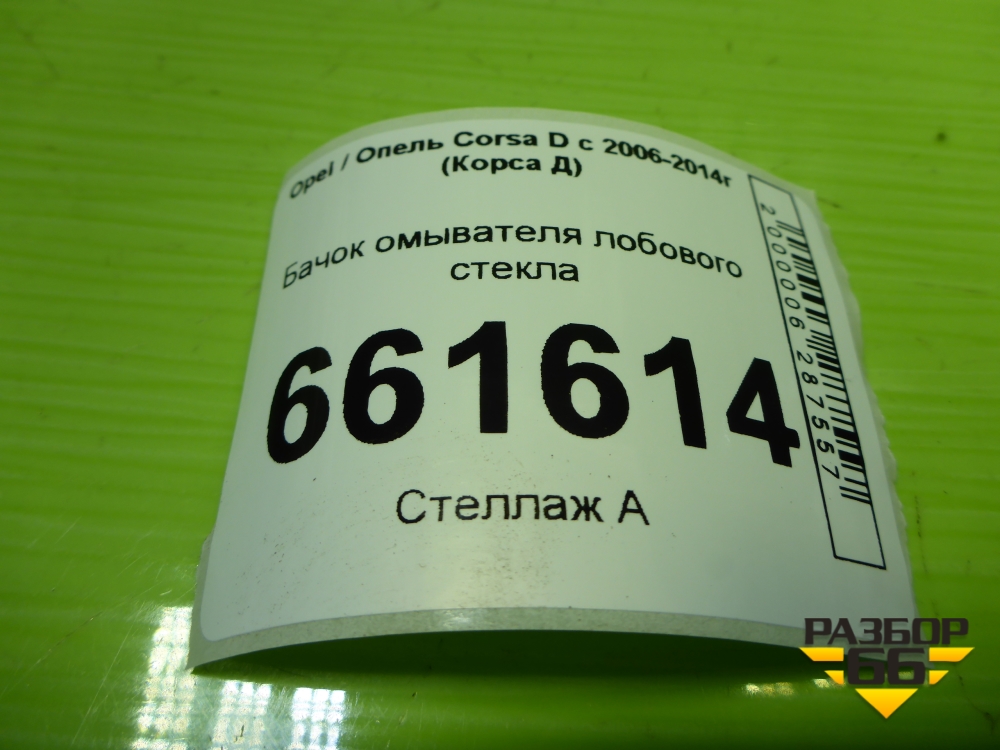 Opel / Опель Corsa D с 2006-2014г
(Корса Д)
Бачок омывателя лобового
стекла
661614
Стеллаж А
2000006287557
РАЗБОР
66